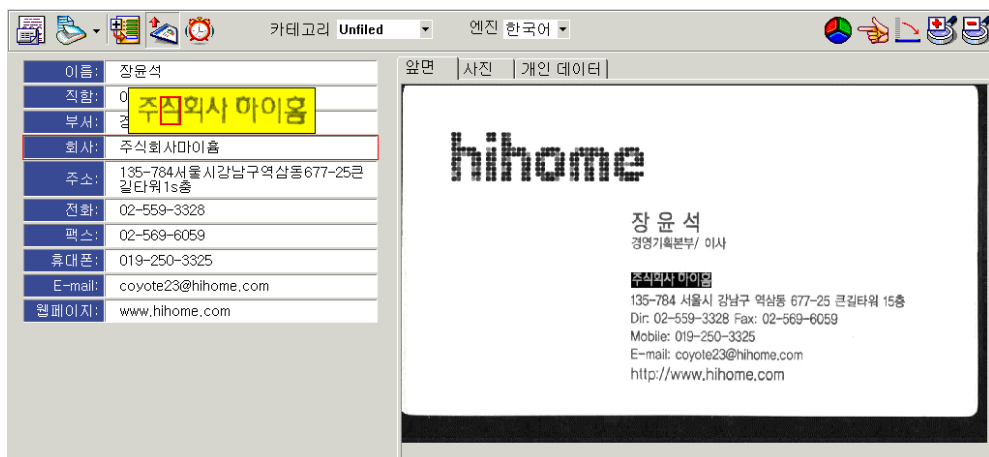 카테고리 Unfiled 엔진 한국어
이름: 장윤석
직함:
부서:
주식회사 하이홈
회사: 주식회사마이홈
주소: 135-784서울시강남구역삼동677-25큰
길타워1s층
전화: 02-559-3328
팩스: 02-569-6059
휴대폰: 019-250-3325
E-mail: coyote23@hihome.com
웹페이지: www.hihome.com
앞면 사진 개인 데이터
hihome
장 윤 석
경영기획본부/ 이사
주식회사 하이홈
135-784 서울시 강남구 역삼동 677-25 큰길타워 15층
Dir: 02-559-3328 Fax: 02-569-6059
Mobile: 019-250-3325
E-mail: coyote23@hihome.com
http://www.hihome.com